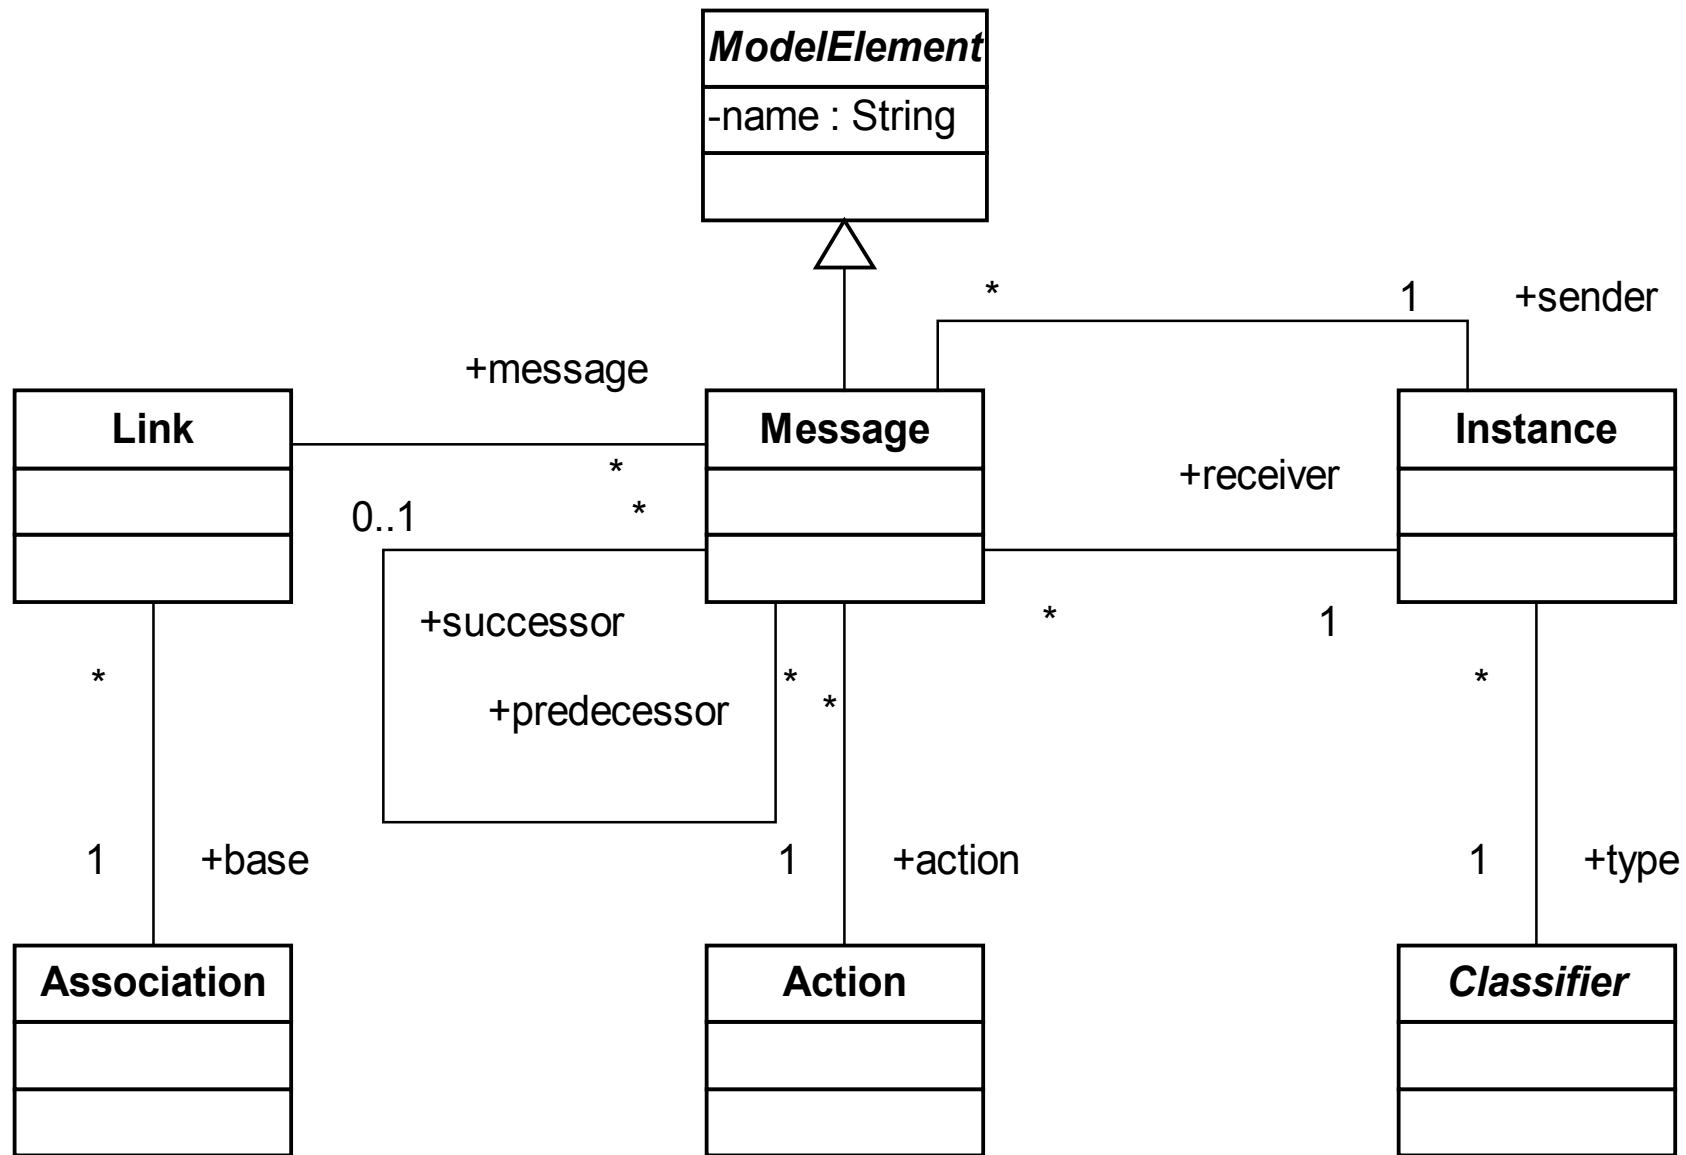 ModelElement
-name : String
* 1 +sender
+message
Link
Message
Instance
*
+receiver
0..1 *
+successor
* 1
* * *
+predecessor *
1 +base
1 +action
1 +type
Association
Action
Classifier